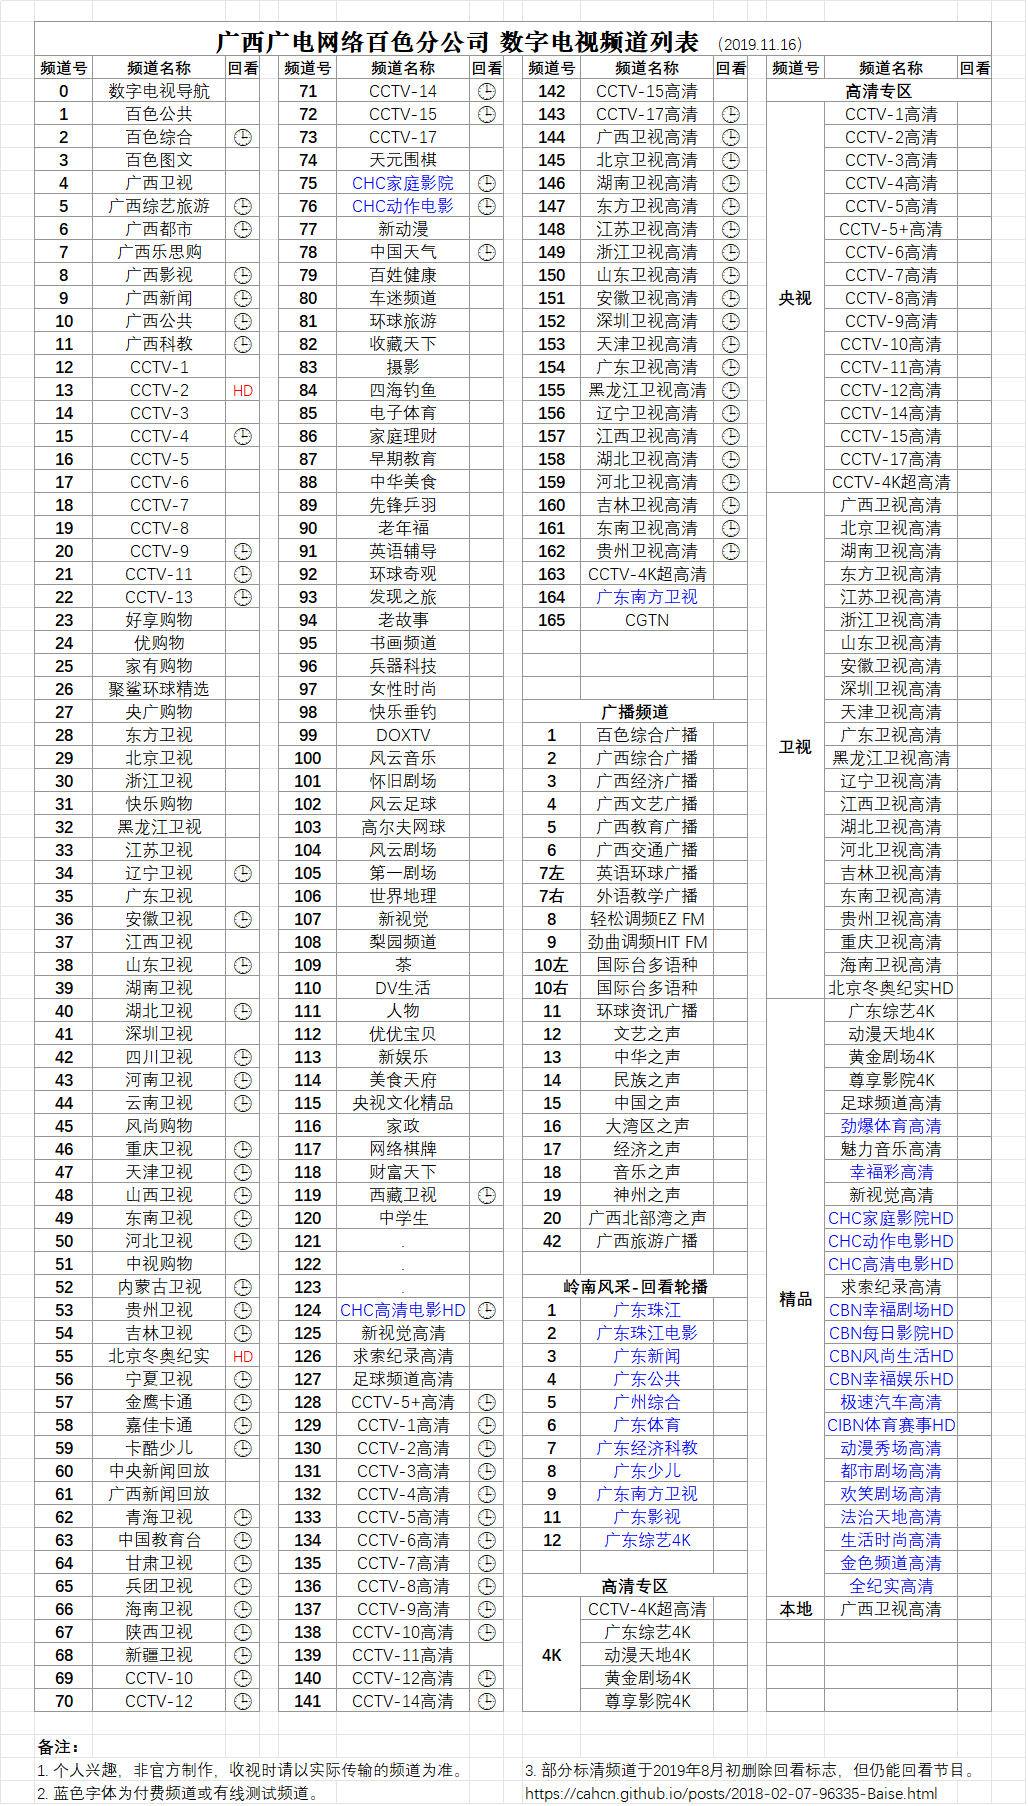 广西广电网络百色分公司 数字电视频道列表 （2019.11.16）
频道号 频道名称 回看 频道号 频道名称 回看 频道号 频道名称 回看 频道号 频道名称 回看
0 数字电视导航 71 CCTV-14 142 CCTV-15高清 高清专区
1 百色公共 72 CCTV-15 143 CCTV-17高清 CCTV-1高清
2 百色综合 73 CCTV-17 144 广西卫视高清 CCTV-2高清
3 百色图文 74 天元围棋 145 北京卫视高清 CCTV-3高清
4 广西卫视 75 CHC家庭影院 146 湖南卫视高清 CCTV-4高清
5 广西综艺旅游 76 CHC动作电影 147 东方卫视高清 CCTV-5高清
6 广西都市 77 新动漫 148 江苏卫视高清 CCTV-5+高清
7 广西乐思购 78 中国天气 149 浙江卫视高清 CCTV-6高清
8 广西影视 79 百姓健康 150 山东卫视高清 CCTV-7高清
9 广西新闻 80 车迷频道 151 安徽卫视高清 央视 CCTV-8高清
10 广西公共 81 环球旅游 152 深圳卫视高清 CCTV-9高清
11 广西科教 82 收藏天下 153 天津卫视高清 CCTV-10高清
12 CCTV-1 83 摄影 154 广东卫视高清 CCTV-11高清
13 CCTV-2 HD 84 四海钓鱼 155 黑龙江卫视高清 CCTV-12高清
14 CCTV-3 85 电子体育 156 辽宁卫视高清 CCTV-14高清
15 CCTV-4 86 家庭理财 157 江西卫视高清 CCTV-15高清
16 CCTV-5 87 早期教育 158 湖北卫视高清 CCTV-17高清
17 CCTV-6 88 中华美食 159 河北卫视高清 CCTV-4K超高清
18 CCTV-7 89 先锋乒羽 160 吉林卫视高清 广西卫视高清
19 CCTV-8 90 老年福 161 东南卫视高清 北京卫视高清
20 CCTV-9 91 英语辅导 162 贵州卫视高清 湖南卫视高清
21 CCTV-11 92 环球奇观 163 CCTV-4K超高清 东方卫视高清
22 CCTV-13 93 发现之旅 164 广东南方卫视 江苏卫视高清
23 好享购物 94 老故事 165 CGTN 浙江卫视高清
24 优购物 95 书画频道 山东卫视高清
25 家有购物 96 兵器科技 安徽卫视高清
26 聚鲨环球精选 97 女性时尚 深圳卫视高清
27 央广购物 98 快乐垂钓 广播频道 天津卫视高清
28 东方卫视 99 DOXTV 1 百色综合广播 卫视 广东卫视高清
29 北京卫视 100 风云音乐 2 广西综合广播 黑龙江卫视高清
30 浙江卫视 101 怀旧剧场 3 广西经济广播 辽宁卫视高清
31 快乐购物 102 风云足球 4 广西文艺广播 江西卫视高清
32 黑龙江卫视 103 高尔夫网球 5 广西教育广播 湖北卫视高清
33 江苏卫视 104 风云剧场 6 广西交通广播 河北卫视高清
34 辽宁卫视 105 第一剧场 7左 英语环球广播 吉林卫视高清
35 广东卫视 106 世界地理 7右 外语教学广播 东南卫视高清
36 安徽卫视 107 新视觉 8 轻松调频EZ FM 贵州卫视高清
37 江西卫视 108 梨园频道 9 劲曲调频HIT FM 重庆卫视高清
38 山东卫视 109 茶 10左 国际台多语种 海南卫视高清
39 湖南卫视 110 DV生活 10右 国际台多语种 北京冬奥纪实HD
40 湖北卫视 111 人物 11 环球资讯广播 广东综艺4K
41 深圳卫视 112 优优宝贝 12 文艺之声 动漫天地4K
42 四川卫视 113 新娱乐 13 中华之声 黄金剧场4K
43 河南卫视 114 美食天府 14 民族之声 尊享影院4K
44 云南卫视 115 央视文化精品 15 中国之声 足球频道高清
45 风尚购物 116 家政 16 大湾区之声 劲爆体育高清
46 重庆卫视 117 网络棋牌 17 经济之声 魅力音乐高清
47 天津卫视 118 财富天下 18 音乐之声 幸福彩高清
48 山西卫视 119 西藏卫视 19 神州之声 新视觉高清
49 东南卫视 120 中学生 20 广西北部湾之声 CHC家庭影院HD
50 河北卫视 121 . 42 广西旅游广播 CHC动作电影HD
51 中视购物 122 . CHC高清电影HD
52 内蒙古卫视 123 . 岭南风采-回看轮播 求索纪录高清
53 贵州卫视 124 CHC高清电影HD 1 广东珠江 精品 CBN幸福剧场HD
54 吉林卫视 125 新视觉高清 2 广东珠江电影 CBN每日影院HD
55 北京冬奥纪实 HD 126 求索纪录高清 3 广东新闻 CBN风尚生活HD
56 宁夏卫视 127 足球频道高清 4 广东公共 CBN幸福娱乐HD
57 金鹰卡通 128 CCTV-5+高清 5 广州综合 极速汽车高清
58 嘉佳卡通 129 CCTV-1高清 6 广东体育 CIBN体育赛事HD
59 卡酷少儿 130 CCTV-2高清 7 广东经济科教 动漫秀场高清
60 中央新闻回放 131 CCTV-3高清 8 广东少儿 都市剧场高清
61 广西新闻回放 132 CCTV-4高清 9 广东南方卫视 欢笑剧场高清
62 青海卫视 133 CCTV-5高清 11 广东影视 法治天地高清
63 中国教育台 134 CCTV-6高清 12 广东综艺4K 生活时尚高清
64 甘肃卫视 135 CCTV-7高清 金色频道高清
65 兵团卫视 136 CCTV-8高清 高清专区 全纪实高清
66 海南卫视 137 CCTV-9高清 CCTV-4K超高清 本地 广西卫视高清
67 陕西卫视 138 CCTV-10高清 广东综艺4K
68 新疆卫视 139 CCTV-11高清 4K 动漫天地4K
69 CCTV-10 140 CCTV-12高清 黄金剧场4K
70 CCTV-12 141 CCTV-14高清 尊享影院4K
备注：
1. 个人兴趣，非官方制作，收视时请以实际传输的频道为准。
2. 蓝色字体为付费频道或有线测试频道。
3. 部分标清频道于2019年8月初删除回看标志，但仍能回看节目。
https://cahcn.github.io/posts/2018-02-07-96335-Baise.html